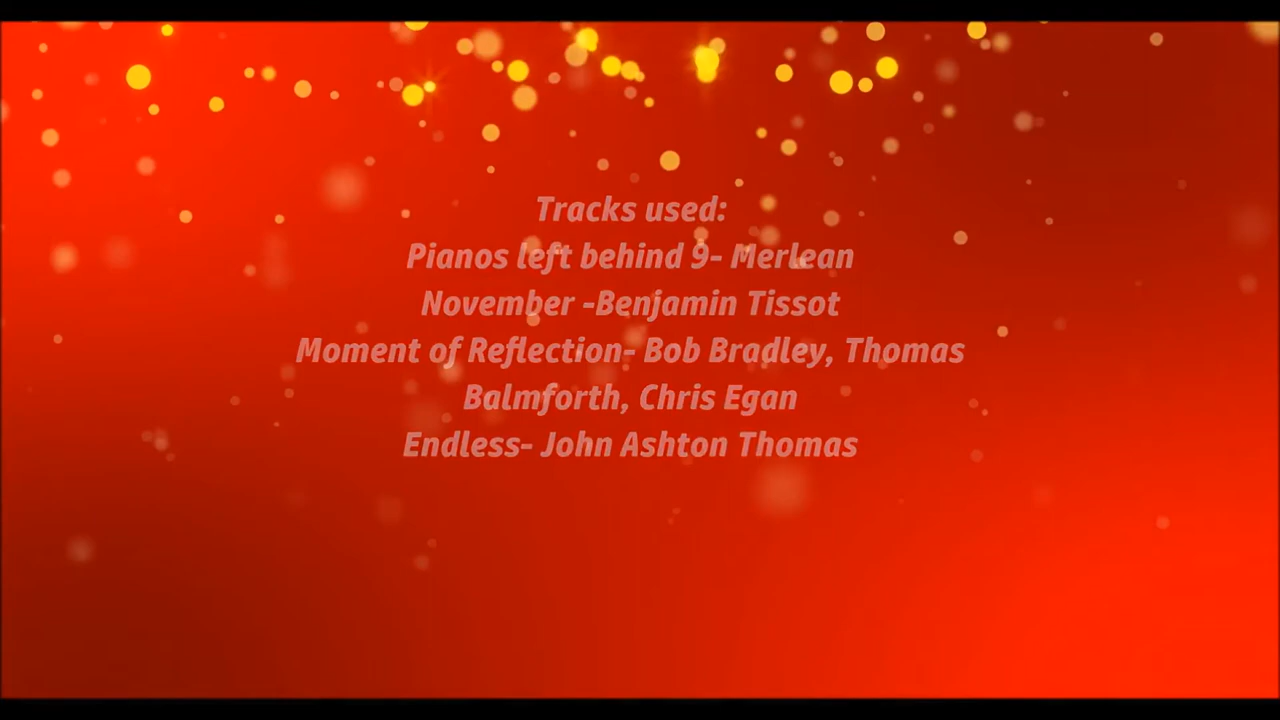 Tracks used:
Pianos left behind 9- Merlean
November -Benjamin Tissot
Moment of Reflection- Bob Bradley, Thomas
Balmforth, Chris Egan
Endless- John Ashton Thomas